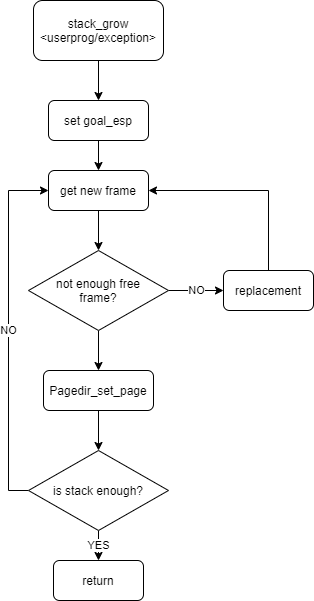 stack_grow
<userprog/exception>
set goal_esp
get new frame
not enough free
frame?
NO
replacement
NO
Pagedir_set_page
is stack enough?
YES
return